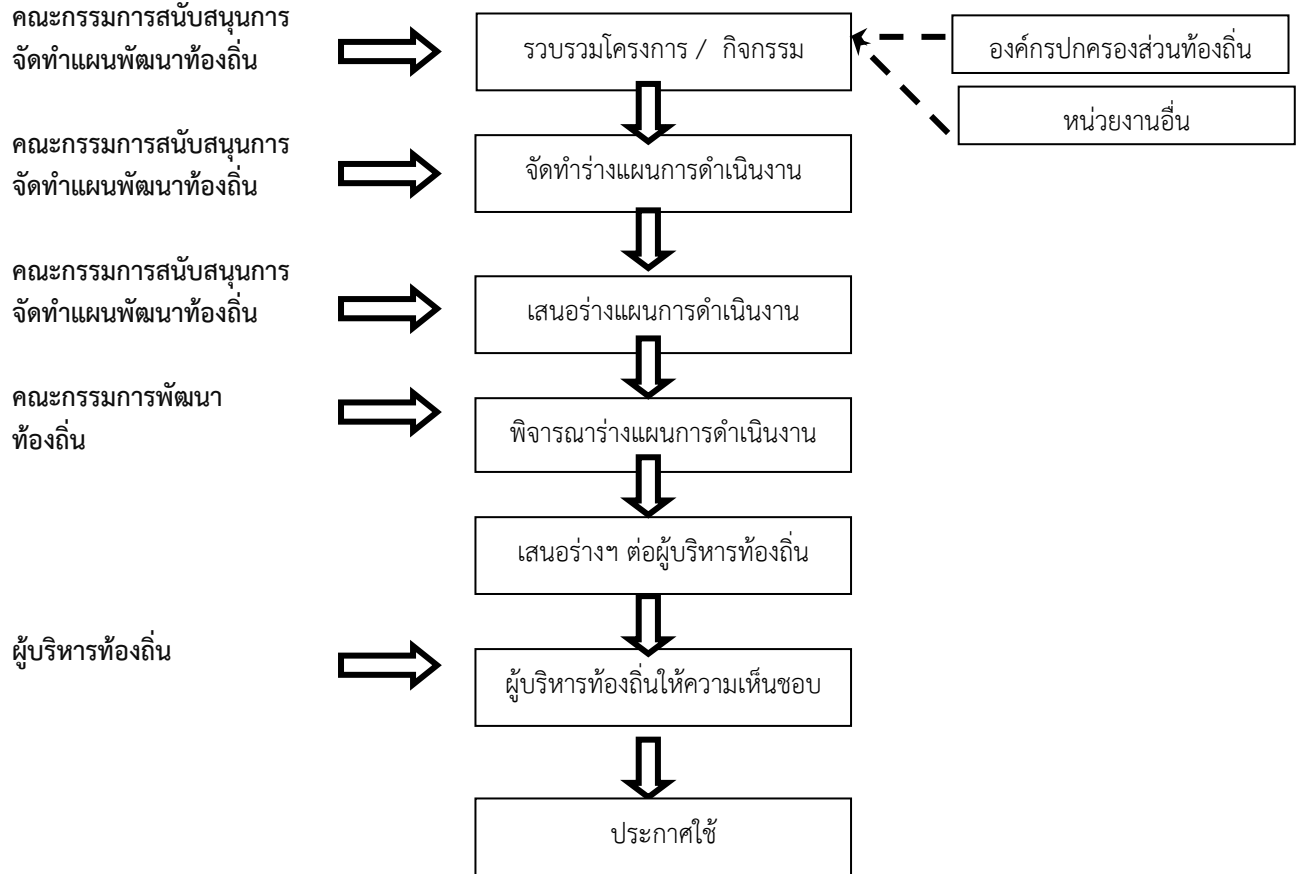 คณะกรรมการสนับสนุนการ
จัดทำแผนพัฒนาท้องถิ่น
รวบรวมโครงการ / กิจกรรม
องค์กรปกครองส่วนท้องถิ่น
หน่วยงานอื่น
คณะกรรมการสนับสนุนการ
จัดทำแผนพัฒนาท้องถิ่น
จัดทำร่างแผนการดำเนินงาน
คณะกรรมการสนับสนุนการ
จัดทำแผนพัฒนาท้องถิ่น
เสนอร่างแผนการดำเนินงาน
คณะกรรมการพัฒนา
ท้องถิ่น
พิจารณาร่างแผนการดำเนินงาน
เสนอร่างฯ ต่อผู้บริหารท้องถิ่น
ผู้บริหารท้องถิ่น
ผู้บริหารท้องถิ่นให้ความเห็นชอบ
ประกาศใช้